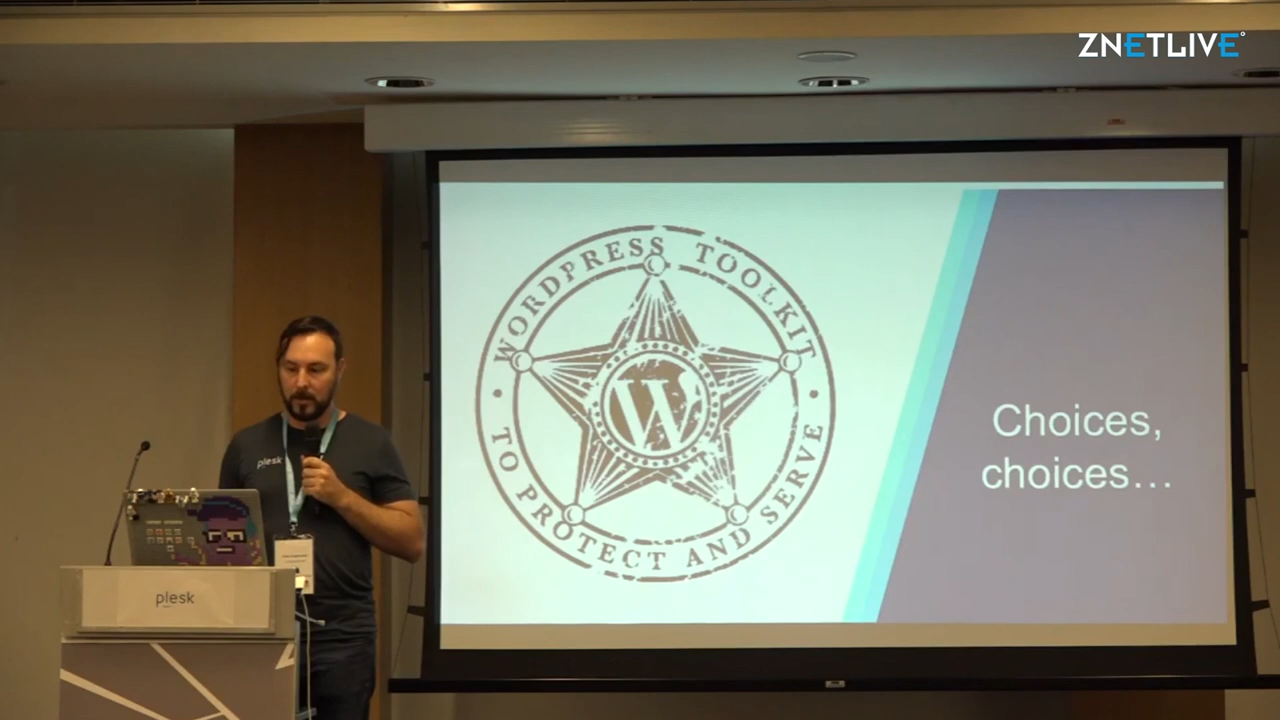 ZNETLIVE
WORDPRESS TOOLKIT
TO PROTECT AND SERVE
W
Choices,
choices…
plesk
plesk